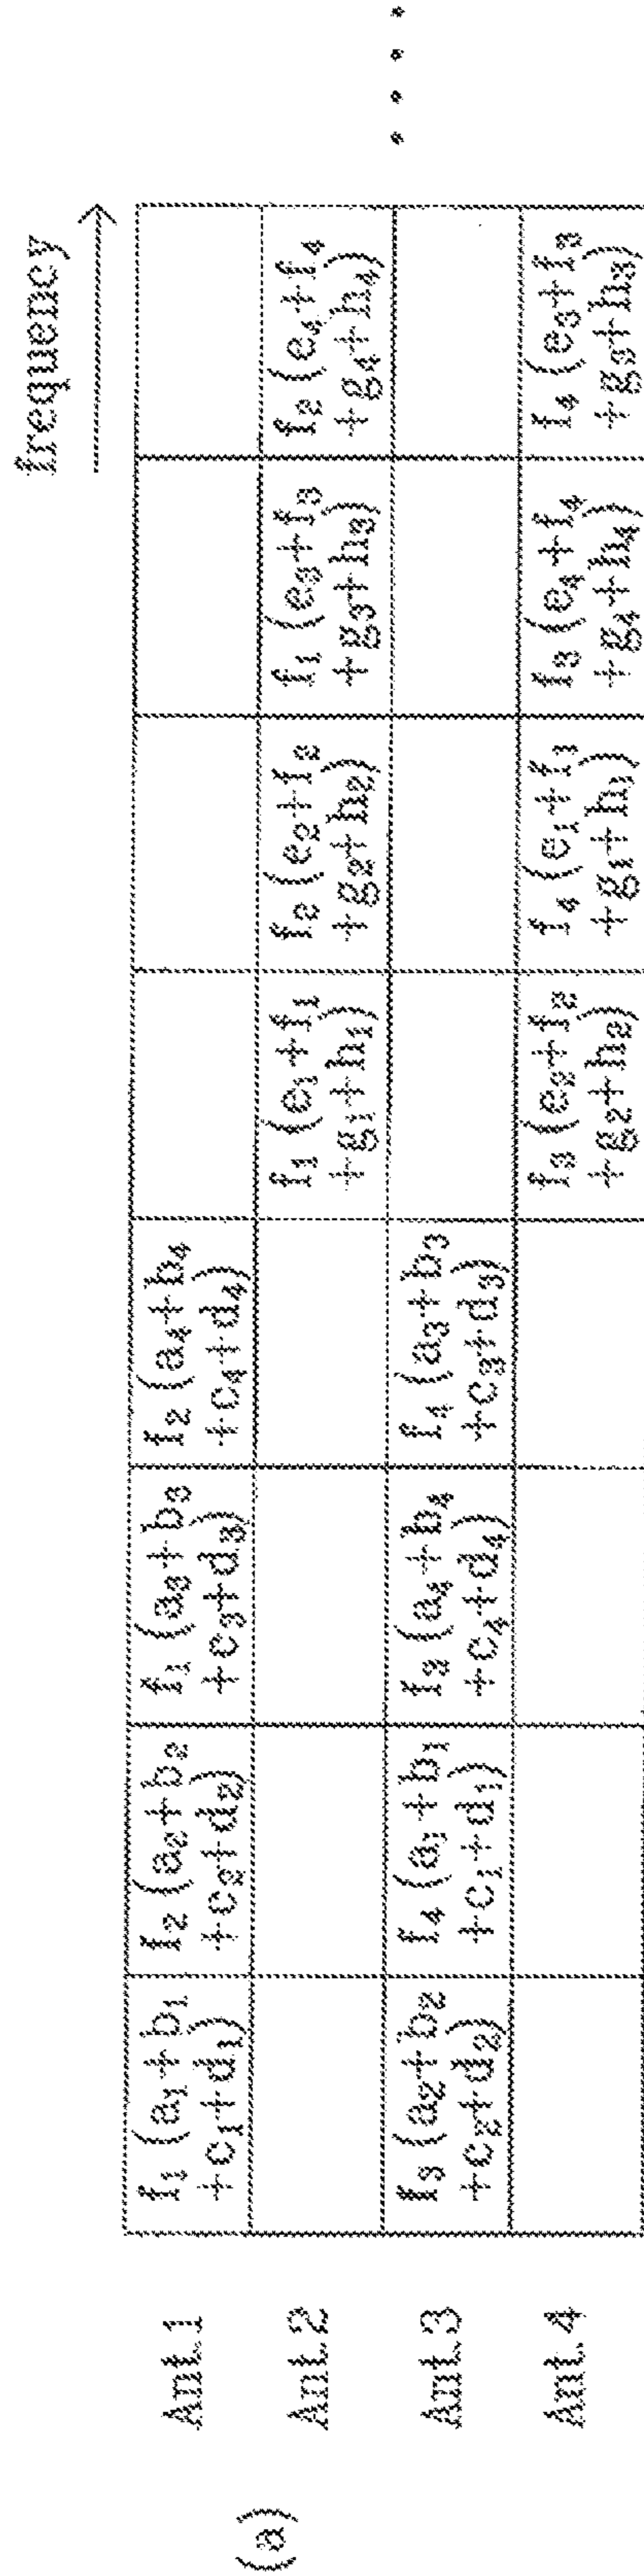 frequency
(a)
Ant.1 f₁ (a₁+b₁ +c₁+d₁) f₂ (a₂+b₂ +c₂+d₂) f₁ (a₃+b₃ +c₃+d₃) f₂ (a₄+b₄ +c₄+d₄)
Ant.2 f₁ (e₁+f₁ +g₁+h₁) f₂ (e₂+f₂ +g₂+h₂) f₁ (e₃+f₃ +g₃+h₃) f₂ (e₄+f₄ +g₄+h₄)
Ant.3 f₃ (a₂+b₂ +c₂+d₂) f₄ (a₁+b₁ +c₁+d₁) f₃ (a₄+b₄ +c₄+d₄) f₄ (a₃+b₃ +c₃+d₃)
Ant.4 f₃ (e₂+f₂ +g₂+h₂) f₄ (e₁+f₁ +g₁+h₁) f₃ (e₄+f₄ +g₄+h₄) f₄ (e₃+f₃ +g₃+h₃)